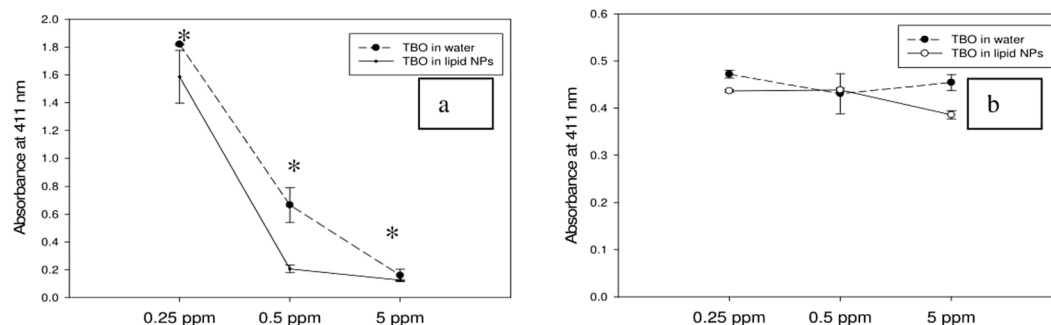 2.0
1.8
1.6
1.4
1.2
1.0
0.8
0.6
0.4
0.2
0.0
Absorbance at 411 nm
TBO in water
TBO in lipid NPs
a
*
*
*
0.25 ppm 0.5 ppm 5 ppm
0.6
0.5
0.4
0.3
0.2
0.1
0.0
Absorbance at 411 nm
TBO in water
TBO in lipid NPs
b
0.25 ppm 0.5 ppm 5 ppm